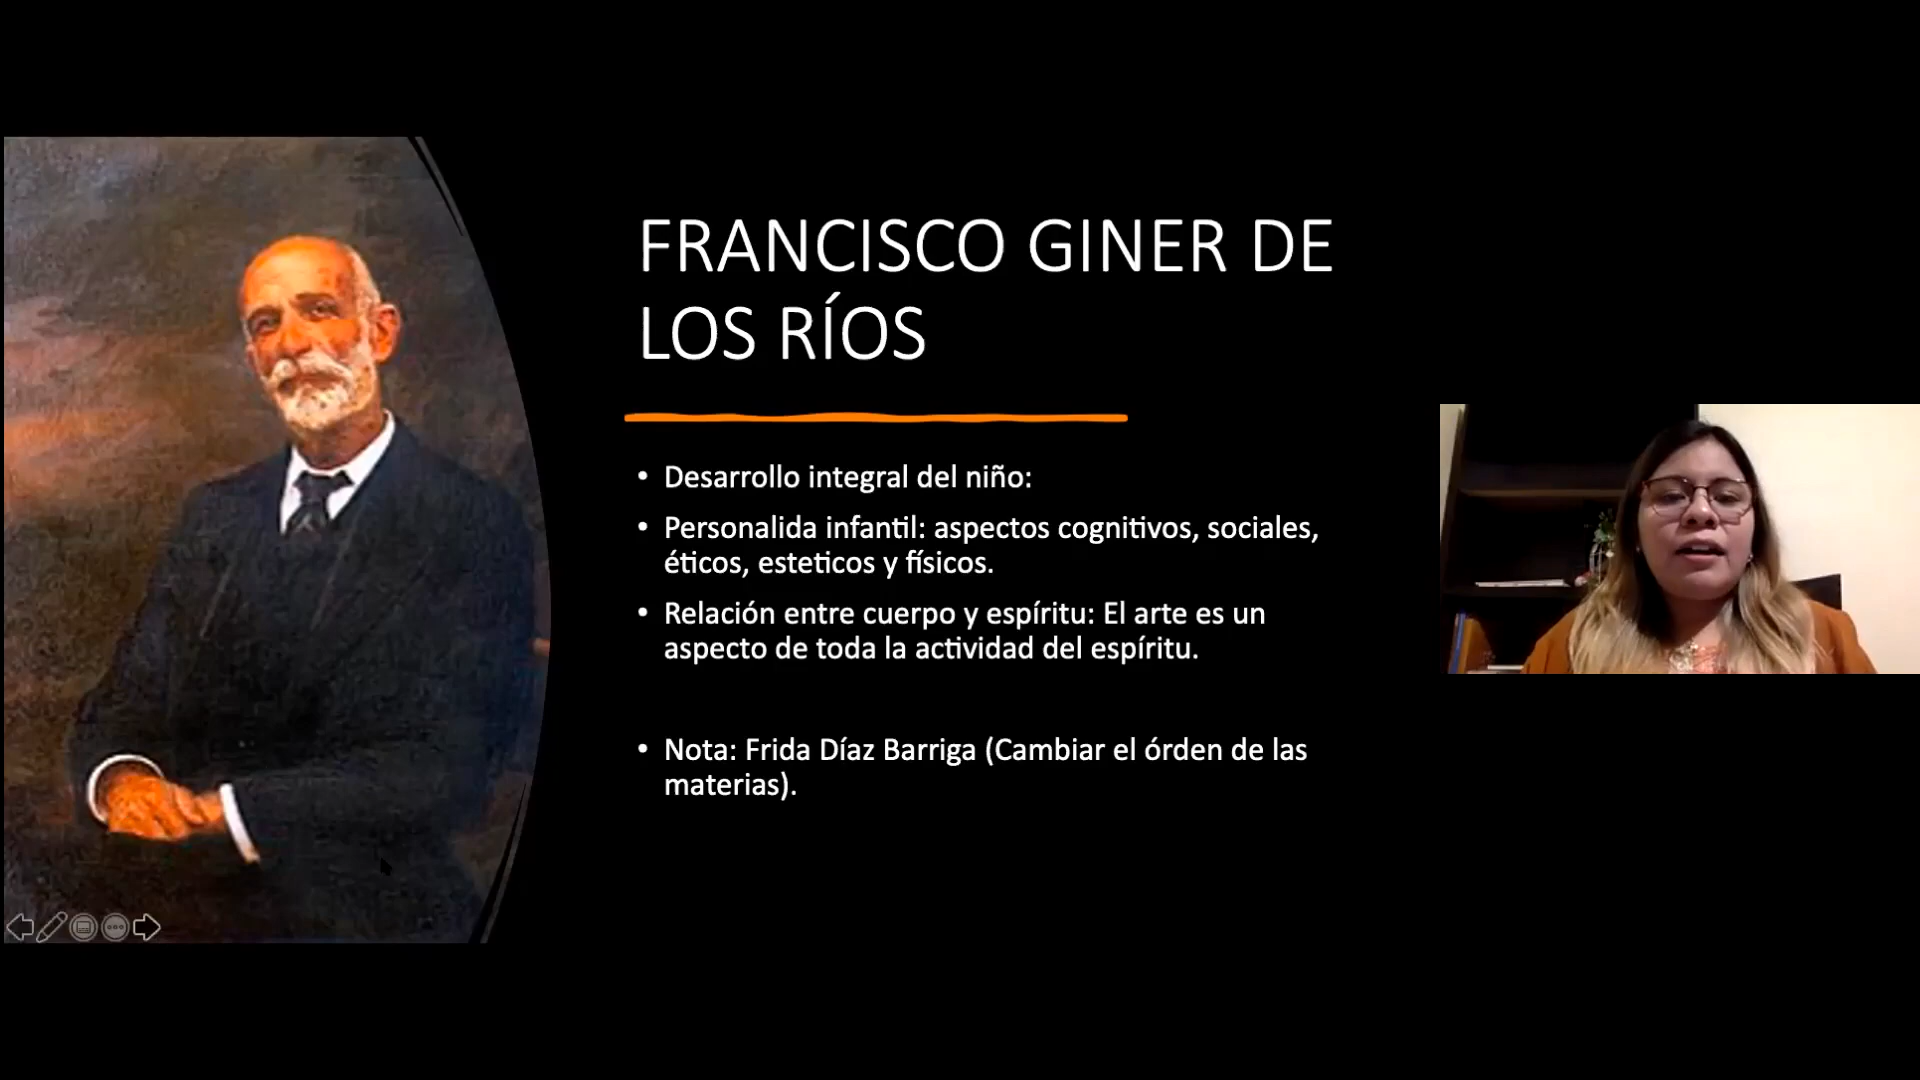 FRANCISCO GINER DE
LOS RÍOS
• Desarrollo integral del niño:
• Personalida infantil: aspectos cognitivos, sociales,
éticos, esteticos y físicos.
• Relación entre cuerpo y espíritu: El arte es un
aspecto de toda la actividad del espíritu.
• Nota: Frida Díaz Barriga (Cambiar el órden de las
materias).